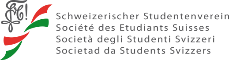 Schweizerischer Studentenverein
Société des Etudiants Suisses
Società degli Studenti Svizzeri
Societad da Students Svizzers